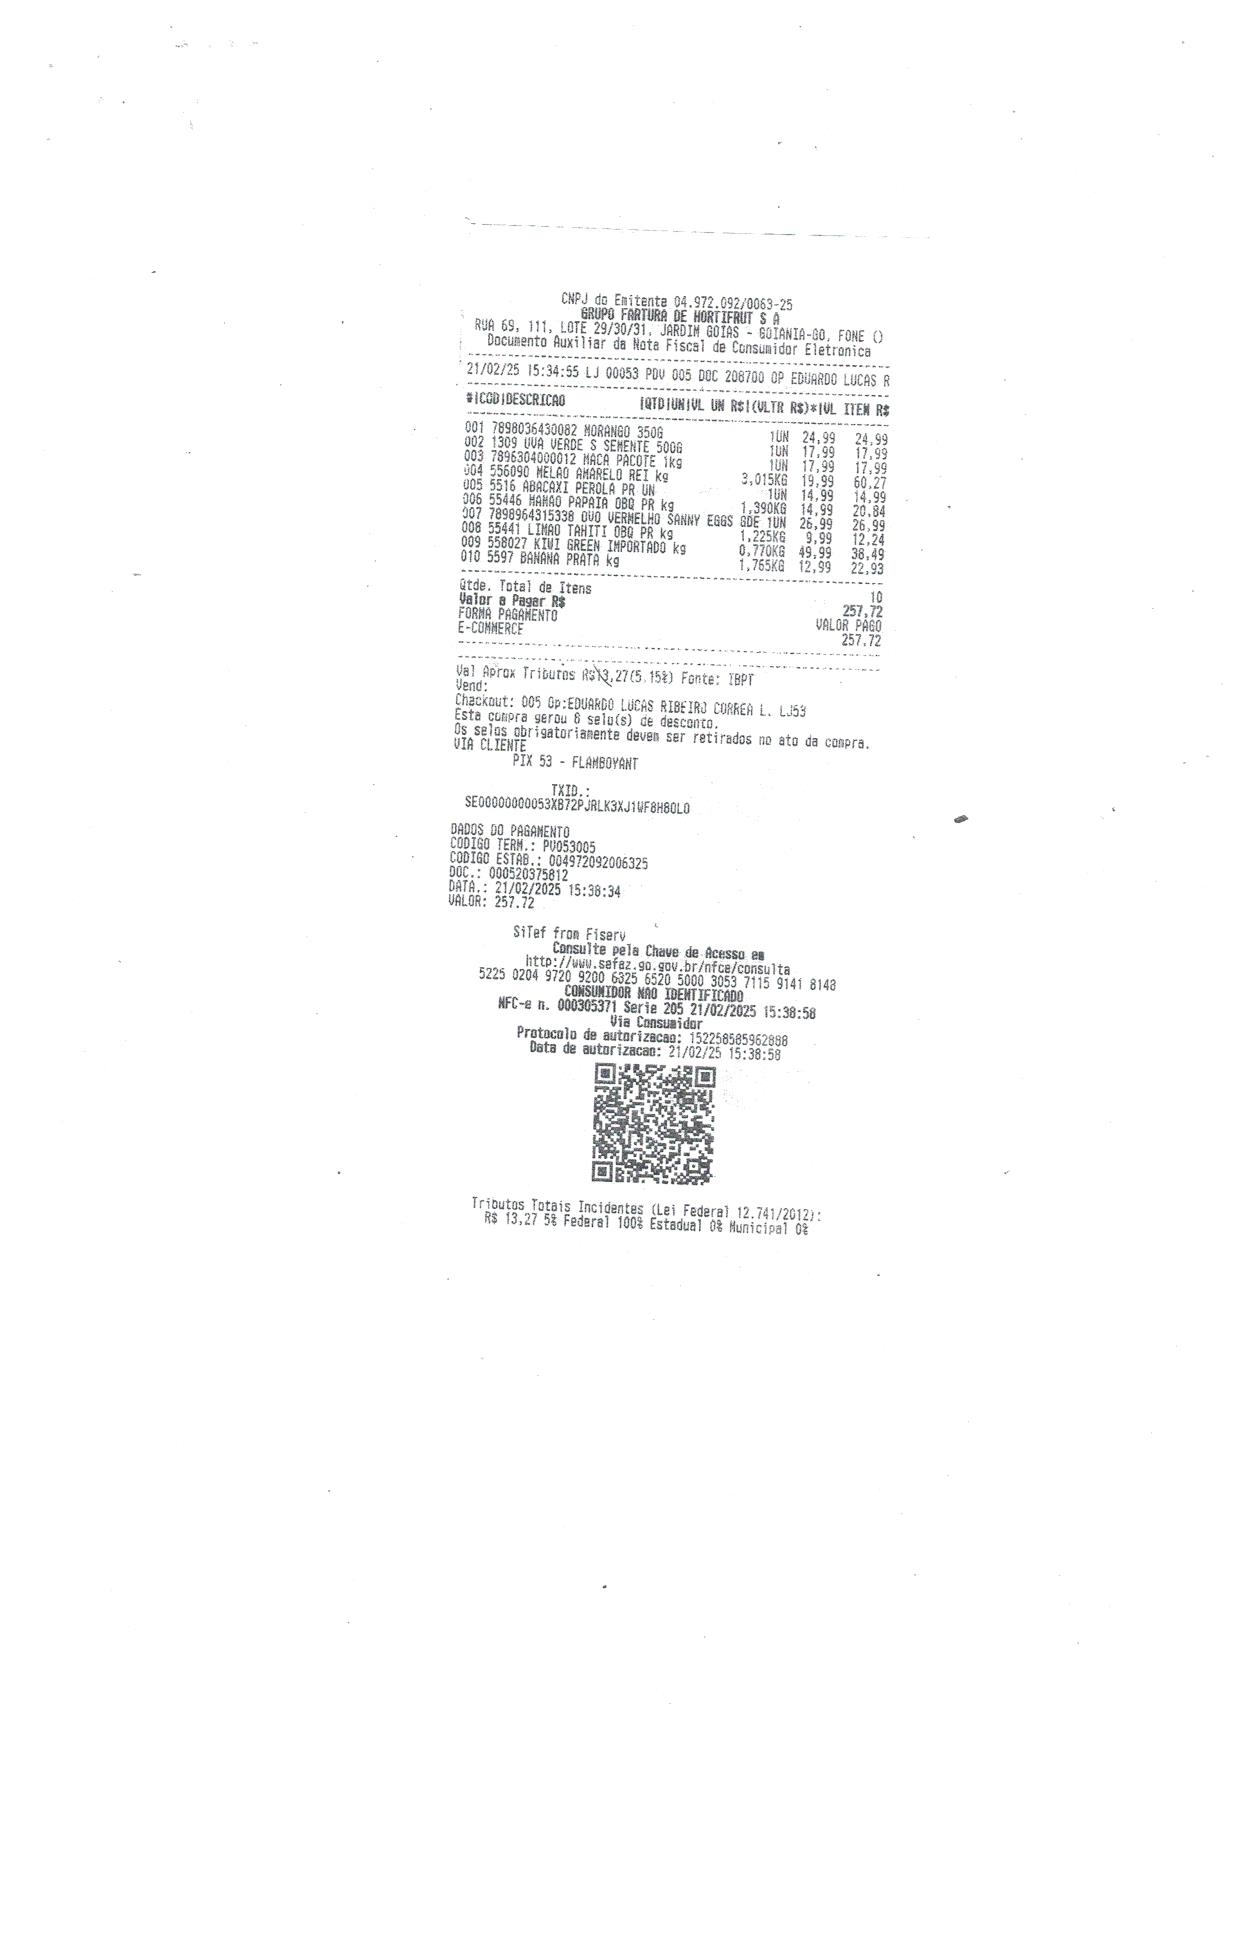 CNPJ do Emitente 04.972.092/0063-25
GRUPO FARTURA DE HORTIFRUT S A
RUA 69, 111, LOTE 29/30/31, JARDIM GOIAS - GOIANIA-GO, FONE ()
Documento Auxiliar da Nota Fiscal de Consumidor Eletronica
21/02/25 15:34:55 LJ 00053 PDV 005 DOC 208700 OP EDUARDO LUCAS R
#|COD|DESCRICAO |QTD|UN|VL UN R$|(VLTR R$)*|VL ITEM R$
001 7898036430082 MORANGO 350G 1UN 24,99 24,99
002 1309 UVA VERDE S SEMENTE 500G 1UN 17,99 17,99
003 7896304000012 MACA PACOTE 1kg 1UN 17,99 17,99
004 556090 MELAO AMARELO REI kg 3,015KG 19,99 60,27
005 5516 ABACAXI PEROLA PR UN 1UN 14,99 14,99
006 55446 MAMAO PAPAIA OBQ PR kg 1,390KG 14,99 20,84
007 7898964315338 OVO VERMELHO SANNY EGGS GDE 1UN 26,99 26,99
008 55441 LIMAO TAHITI OBQ PR kg 1,225KG 9,99 12,24
009 558027 KIWI GREEN IMPORTADO kg 0,770KG 49,99 38,49
010 5597 BANANA PRATA kg 1,765KG 12,99 22,93
Qtde. Total de Itens 10
Valor a Pagar R$ 257,72
FORMA PAGAMENTO VALOR PAGO
E-COMMERCE 257,72
Val Aprox Tributos R$13,27(5,15%) Fonte: IBPT
Vend:
Checkout: 005 Op:EDUARDO LUCAS RIBEIRO CORREA L. LJ53
Esta compra gerou 6 selo(s) de desconto.
Os selos obrigatoriamente devem ser retirados no ato da compra.
VIA CLIENTE
PIX 53 - FLAMBOYANT
TXID.:
SE00000000053XB72PJRLK3XJ1WF8H80LO
DADOS DO PAGAMENTO
CODIGO TERM.: PV053005
CODIGO ESTAB.: 004972092006325
DOC.: 000520375812
DATA.: 21/02/2025 15:38:34
VALOR: 257.72
SiTef from Fiserv
Consulte pela Chave de Acesso em
http://www.sefaz.go.gov.br/nfce/consulta
5225 0204 9720 9200 6325 6520 5000 3053 7115 9141 8148
CONSUMIDOR NAO IDENTIFICADO
NFC-e n. 000305371 Serie 205 21/02/2025 15:38:58
Via Consumidor
Protocolo de autorizacao: 152258585962888
Data de autorizacao: 21/02/25 15:38:58
Tributos Totais Incidentes (Lei Federal 12.741/2012):
R$ 13,27 5% Federal 100% Estadual 0% Municipal 0%